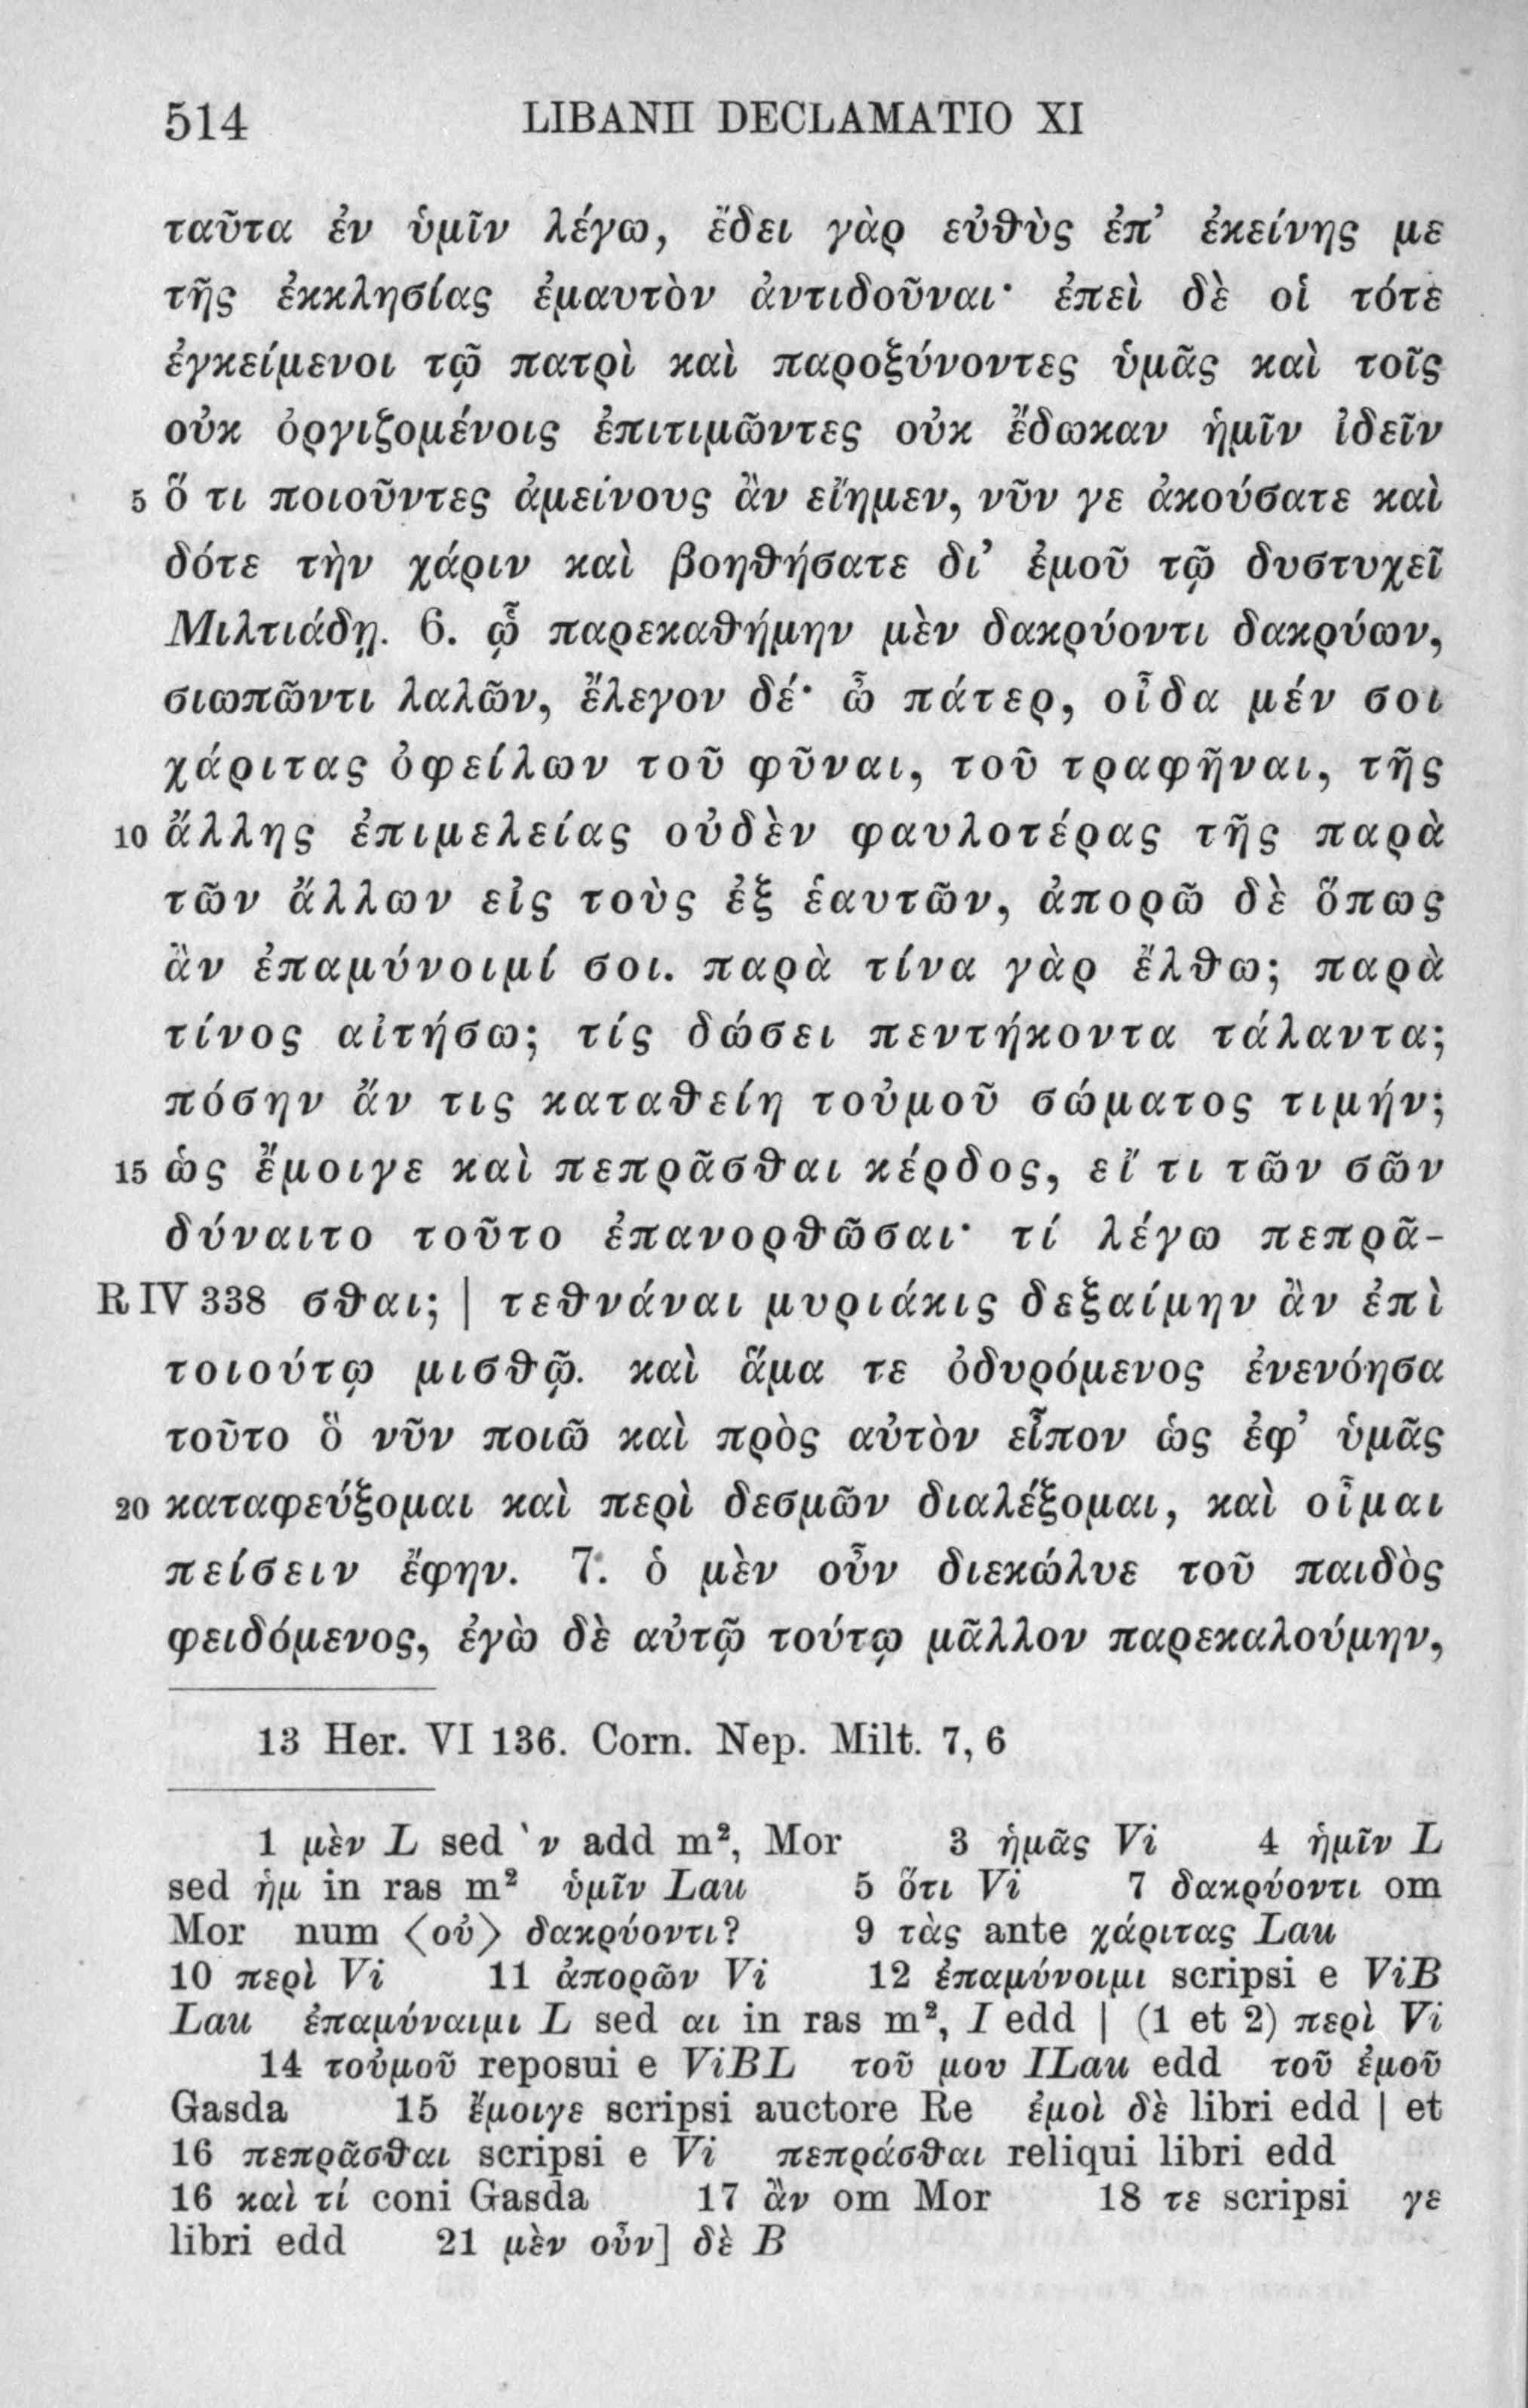 514 LIBANII DECLAMATIO XI
ταῦτα ἐν ὑμῖν λέγω, ἔδει γὰρ εὐθὺς ἐπ’ ἐκείνης με
τῆς ἐκκλησίας ἐμαυτὸν ἀντιδοῦναι· ἐπεὶ δὲ οἱ τότε
ἐγκείμενοι τῷ πατρὶ καὶ παροξύνοντες ὑμᾶς καὶ τοῖς
οὐκ ὀργιζομένοις ἐπιτιμῶντες οὐκ ἔδωκαν ἡμῖν ἰδεῖν
5 ὅ τι ποιοῦντες ἀμείνους ἂν εἴημεν, νῦν γε ἀκούσατε καὶ
δότε τὴν χάριν καὶ βοηθήσατε δι’ ἐμοῦ τῷ δυστυχεῖ
Μιλτιάδῃ. 6. ᾧ παρεκαθήμην μὲν δακρύοντι δακρύων,
σιωπῶντι λαλῶν, ἔλεγον δέ· ὦ πάτερ, οἶδα μέν σοι
χάριτας ὀφείλων τοῦ φῦναι, τοῦ τραφῆναι, τῆς
10 ἄλλης ἐπιμελείας οὐδὲν φαυλοτέρας τῆς παρὰ
τῶν ἄλλων εἰς τοὺς ἐξ ἑαυτῶν, ἀπορῶ δὲ ὅπως
ἂν ἐπαμύνοιμί σοι. παρὰ τίνα γὰρ ἔλθω; παρὰ
τίνος αἰτήσω; τίς δώσει πεντήκοντα τάλαντα;
πόσην ἄν τις καταθείη τοὐμοῦ σώματος τιμήν;
15 ὡς ἔμοιγε καὶ πεπρᾶσθαι κέρδος, εἴ τι τῶν σῶν
δύναιτο τοῦτο ἐπανορθῶσαι· τί λέγω πεπρᾶ-
R IV 338 σθαι; | τεθνάναι μυριάκις δεξαίμην ἂν ἐπὶ
τοιούτῳ μισθῷ. καὶ ἅμα τε ὀδυρόμενος ἐνενόησα
τοῦτο ὃ νῦν ποιῶ καὶ πρὸς αὐτὸν εἶπον ὡς ἐφ’ ὑμᾶς
20 καταφεύξομαι καὶ περὶ δεσμῶν διαλέξομαι, καὶ οἶμαι
πείσειν ἔφην. 7. ὁ μὲν οὖν διεκώλυε τοῦ παιδὸς
φειδόμενος, ἐγὼ δὲ αὐτῷ τούτῳ μᾶλλον παρεκαλούμην,
13 Her. VI 136. Corn. Nep. Milt. 7, 6
1 μὲν L sed ‵ν add m², Mor 3 ἡμᾶς Vi 4 ἡμῖν L
sed ἡμ in ras m² ὑμῖν Lau 5 ὅτι Vi 7 δακρύοντι om
Mor num ⟨οὐ⟩ δακρύοντι? 9 τὰς ante χάριτας Lau
10 περὶ Vi 11 ἀπορῶν Vi 12 ἐπαμύνοιμι scripsi e ViB
Lau ἐπαμύναιμι L sed αι in ras m², I edd | (1 et 2) περὶ Vi
14 τοὐμοῦ reposui e ViBL τοῦ μου ILau edd τοῦ ἐμοῦ
Gasda 15 ἔμοιγε scripsi auctore Re ἐμοὶ δὲ libri edd | et
16 πεπρᾶσθαι scripsi e Vi πεπράσθαι reliqui libri edd
16 καὶ τί coni Gasda 17 ἂν om Mor 18 τε scripsi γε
libri edd 21 μὲν οὖν] δὲ B